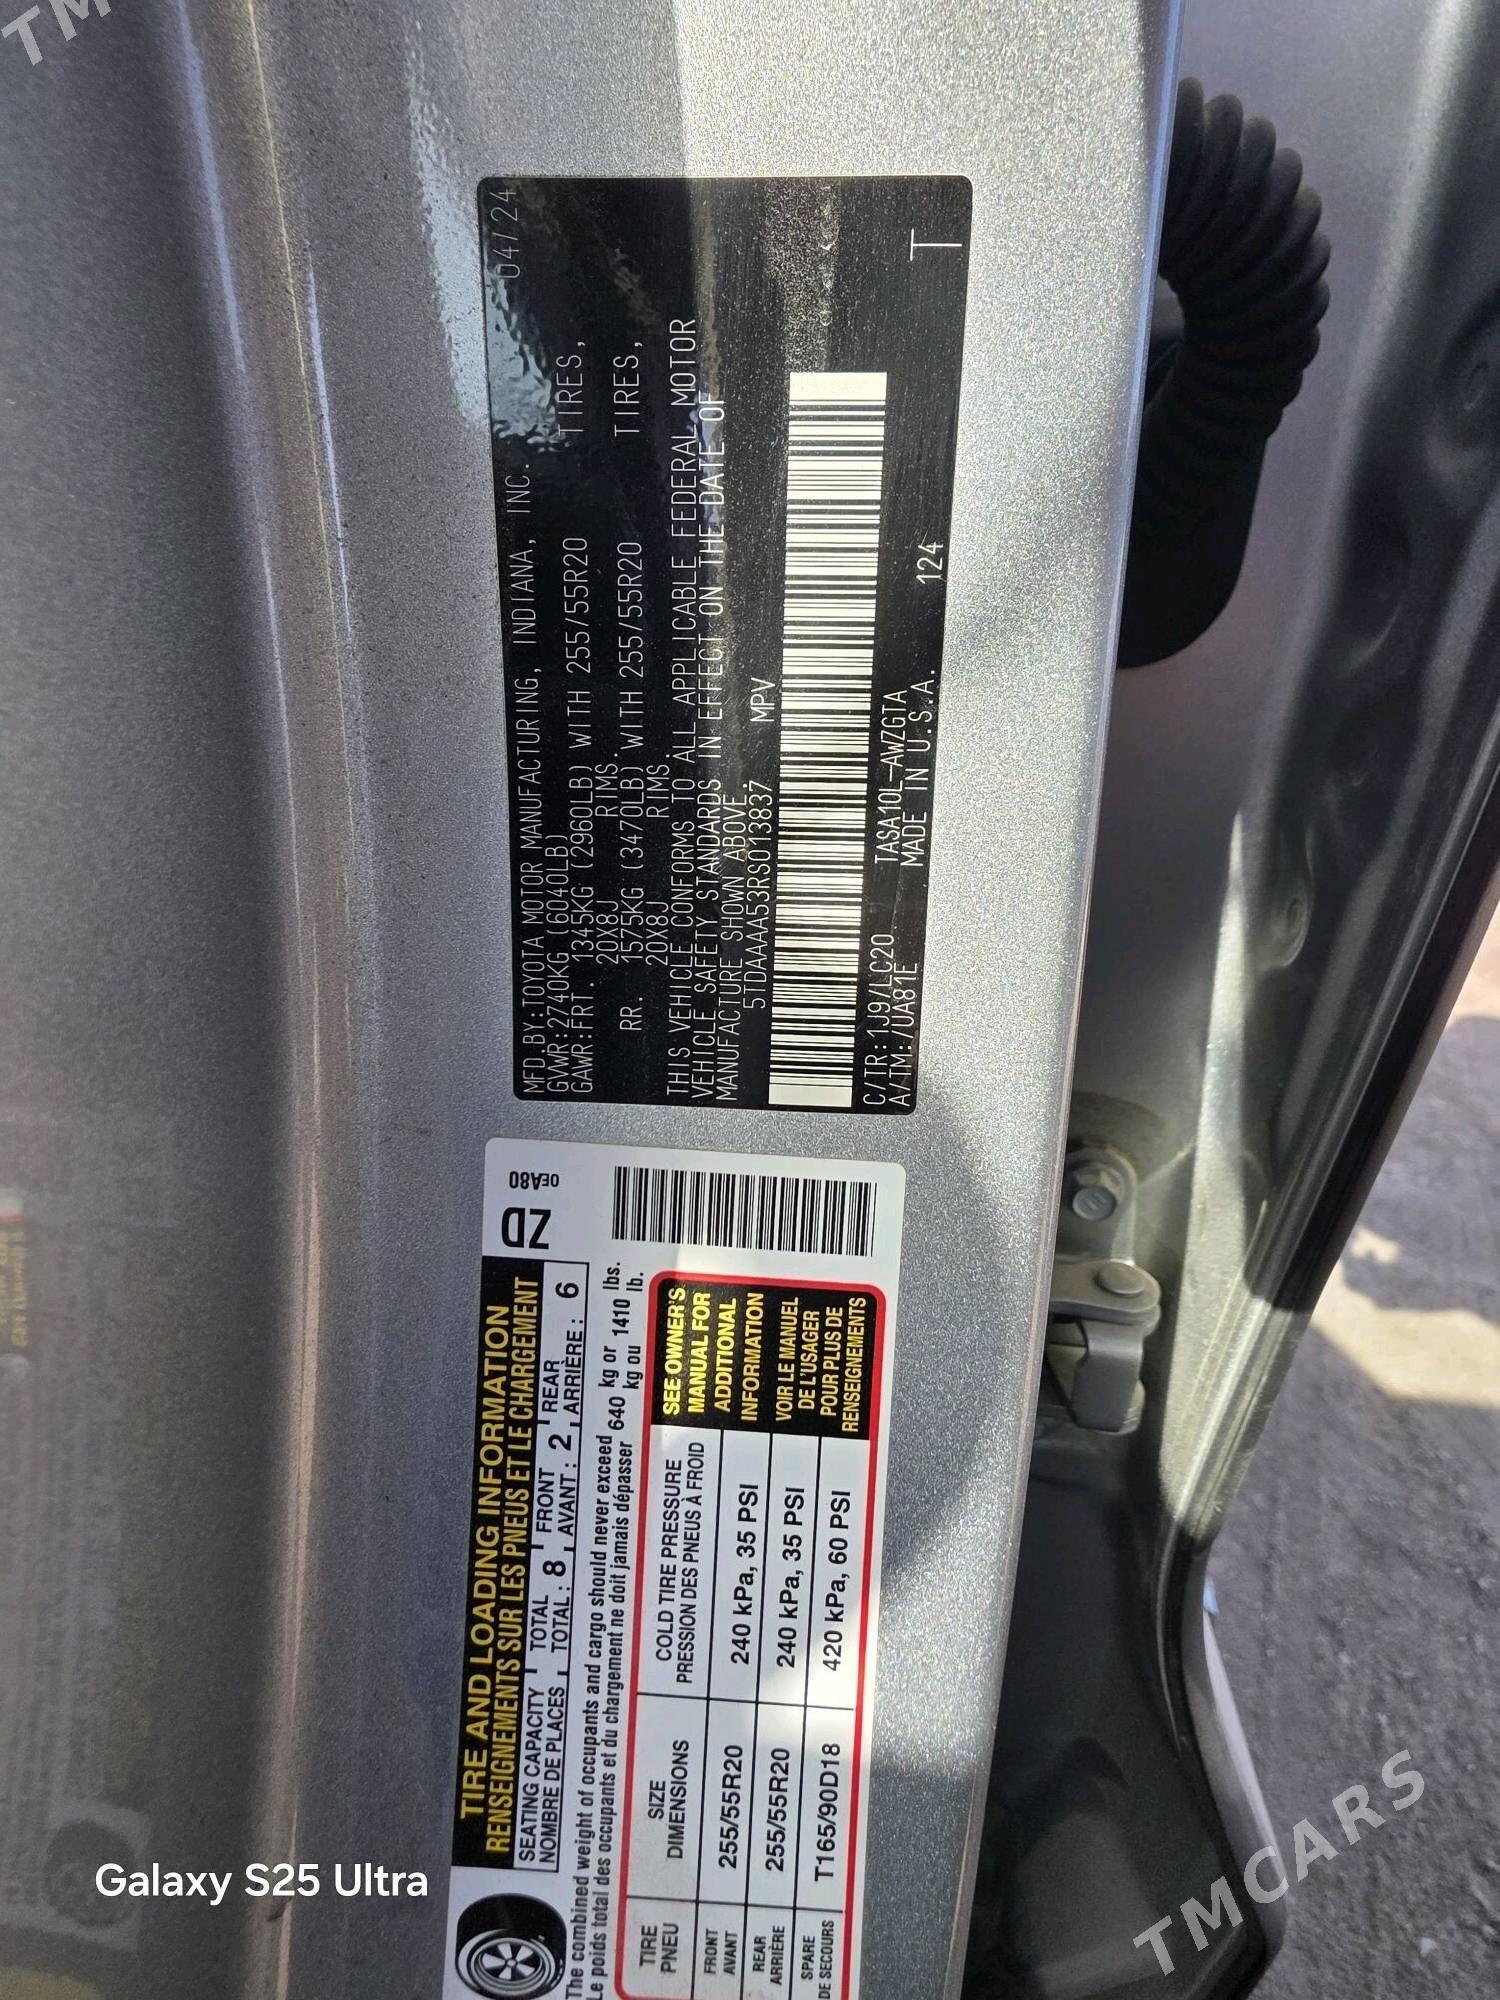 TM
MFD.BY:TOYOTA MOTOR MANUFACTURING, INDIANA, INC. 04/24
GVWR:2740KG (6040LB)
GAWR:FRT. 1345KG (2960LB) WITH 255/55R20 TIRES,
20X8J RIMS.
RR. 1575KG (3470LB) WITH 255/55R20 TIRES,
20X8J RIMS.
THIS VEHICLE CONFORMS TO ALL APPLICABLE FEDERAL MOTOR
VEHICLE SAFETY STANDARDS IN EFFECT ON THE DATE OF
MANUFACTURE SHOWN ABOVE.
5TDAAAA53RS013837 MPV
C/TR:1J9/LC20 TASA10L-AWZGTA
A/TM:/UA81E MADE IN U.S.A. 124 T
TIRE AND LOADING INFORMATION
RENSEIGNEMENTS SUR LES PNEUS ET LE CHARGEMENT
ZD 0EA80
SEATING CAPACITY TOTAL FRONT REAR
NOMBRE DE PLACES TOTAL : 8 AVANT : 2 ARRIÈRE : 6
The combined weight of occupants and cargo should never exceed 640 kg or 1410 lbs.
Le poids total des occupants et du chargement ne doit jamais dépasser kg ou lb.
TIRE SIZE COLD TIRE PRESSURE
PNEU DIMENSIONS PRESSION DES PNEUS À FROID
FRONT
AVANT 255/55R20 240 kPa, 35 PSI
REAR
ARRIÈRE 255/55R20 240 kPa, 35 PSI
SPARE
DE SECOURS T165/90D18 420 kPa, 60 PSI
SEE OWNER'S
MANUAL FOR
ADDITIONAL
INFORMATION
VOIR LE MANUEL
DE L'USAGER
POUR PLUS DE
RENSEIGNEMENTS
Galaxy S25 Ultra
TMCARS